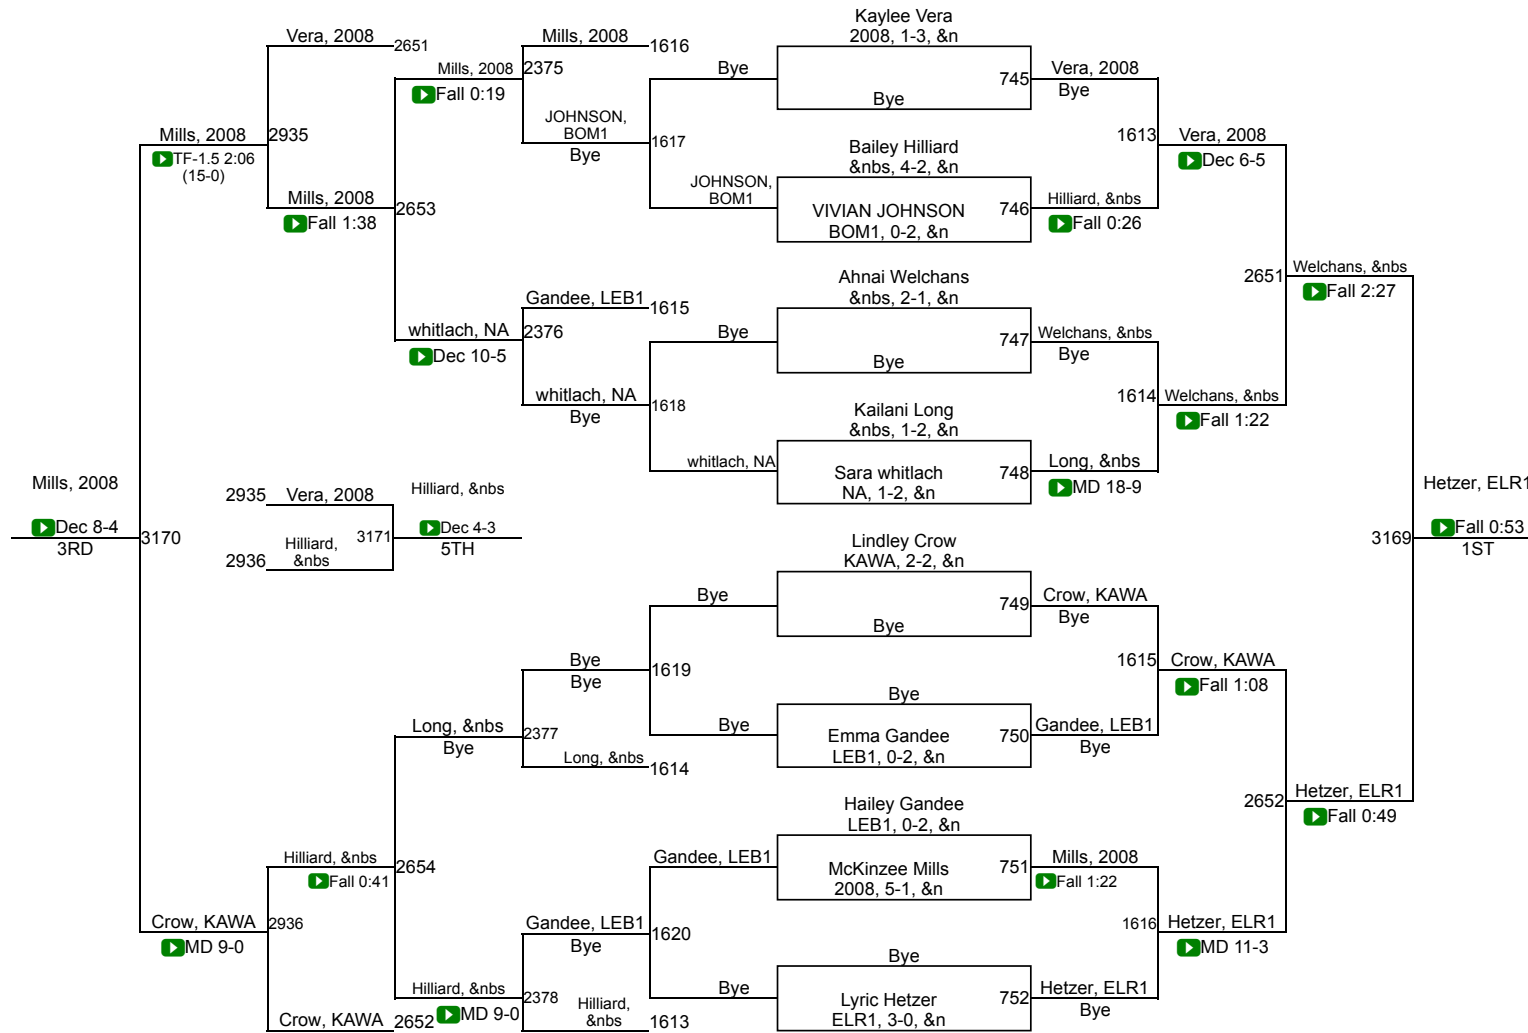 Kaylee Vera
2008, 1-3, &n
Vera, 2008
2651
Mills, 2008
1616
Mills, 2008
2375
Bye
745
Vera, 2008
Fall 0:19
Bye
Bye
JOHNSON,
BOM1
Bye
1617
Mills, 2008
2935
TF-1.5 2:06
(15-0)
Bailey Hilliard
&nbs, 4-2, &n
1613
Vera, 2008
Dec 6-5
Mills, 2008
2653
Fall 1:38
JOHNSON,
BOM1
VIVIAN JOHNSON
BOM1, 0-2, &n
746
Hilliard, &nbs
Fall 0:26
Ahnai Welchans
&nbs, 2-1, &n
2651
Welchans, &nbs
Fall 2:27
Gandee, LEB1
1615
whitlach, NA
2376
Dec 10-5
Bye
Bye
747
Welchans, &nbs
Bye
whitlach, NA
Bye
1618
Kailani Long
&nbs, 1-2, &n
1614
Welchans, &nbs
Fall 1:22
whitlach, NA
Sara whitlach
NA, 1-2, &n
748
Long, &nbs
MD 18-9
Mills, 2008
Dec 8-4
3RD
3170
2935
Vera, 2008
2936
Hilliard,
&nbs
3171
Hilliard, &nbs
Dec 4-3
5TH
Hetzer, ELR1
3169
Fall 0:53
1ST
Lindley Crow
KAWA, 2-2, &n
Bye
Bye
749
Crow, KAWA
Bye
Bye
Bye
1619
1615
Crow, KAWA
Fall 1:08
Long, &nbs
Bye
2377
Bye
Bye
Emma Gandee
LEB1, 0-2, &n
750
Gandee, LEB1
Bye
Long, &nbs
1614
Hailey Gandee
LEB1, 0-2, &n
2652
Hetzer, ELR1
Fall 0:49
Hilliard, &nbs
2654
Fall 0:41
Gandee, LEB1
McKinzee Mills
2008, 5-1, &n
751
Mills, 2008
Fall 1:22
Crow, KAWA
2936
MD 9-0
Gandee, LEB1
Bye
1620
1616
Hetzer, ELR1
MD 11-3
Bye
Hilliard, &nbs
2378
MD 9-0
Bye
Lyric Hetzer
ELR1, 3-0, &n
752
Hetzer, ELR1
Bye
Crow, KAWA
2652
Hilliard,
&nbs
1613